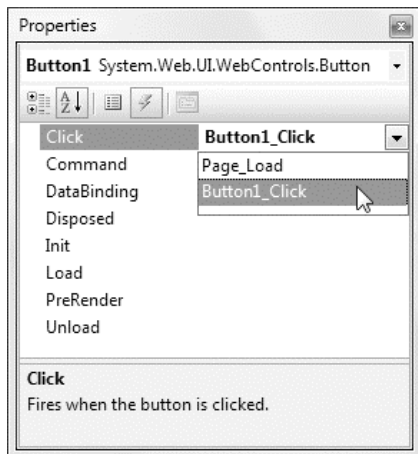 Properties
Button1 System.Web.UI.WebControls.Button
A
Z
Click Button1_Click
Command Page_Load
DataBinding Button1_Click
Disposed
Init
Load
PreRender
Unload
Click
Fires when the button is clicked.